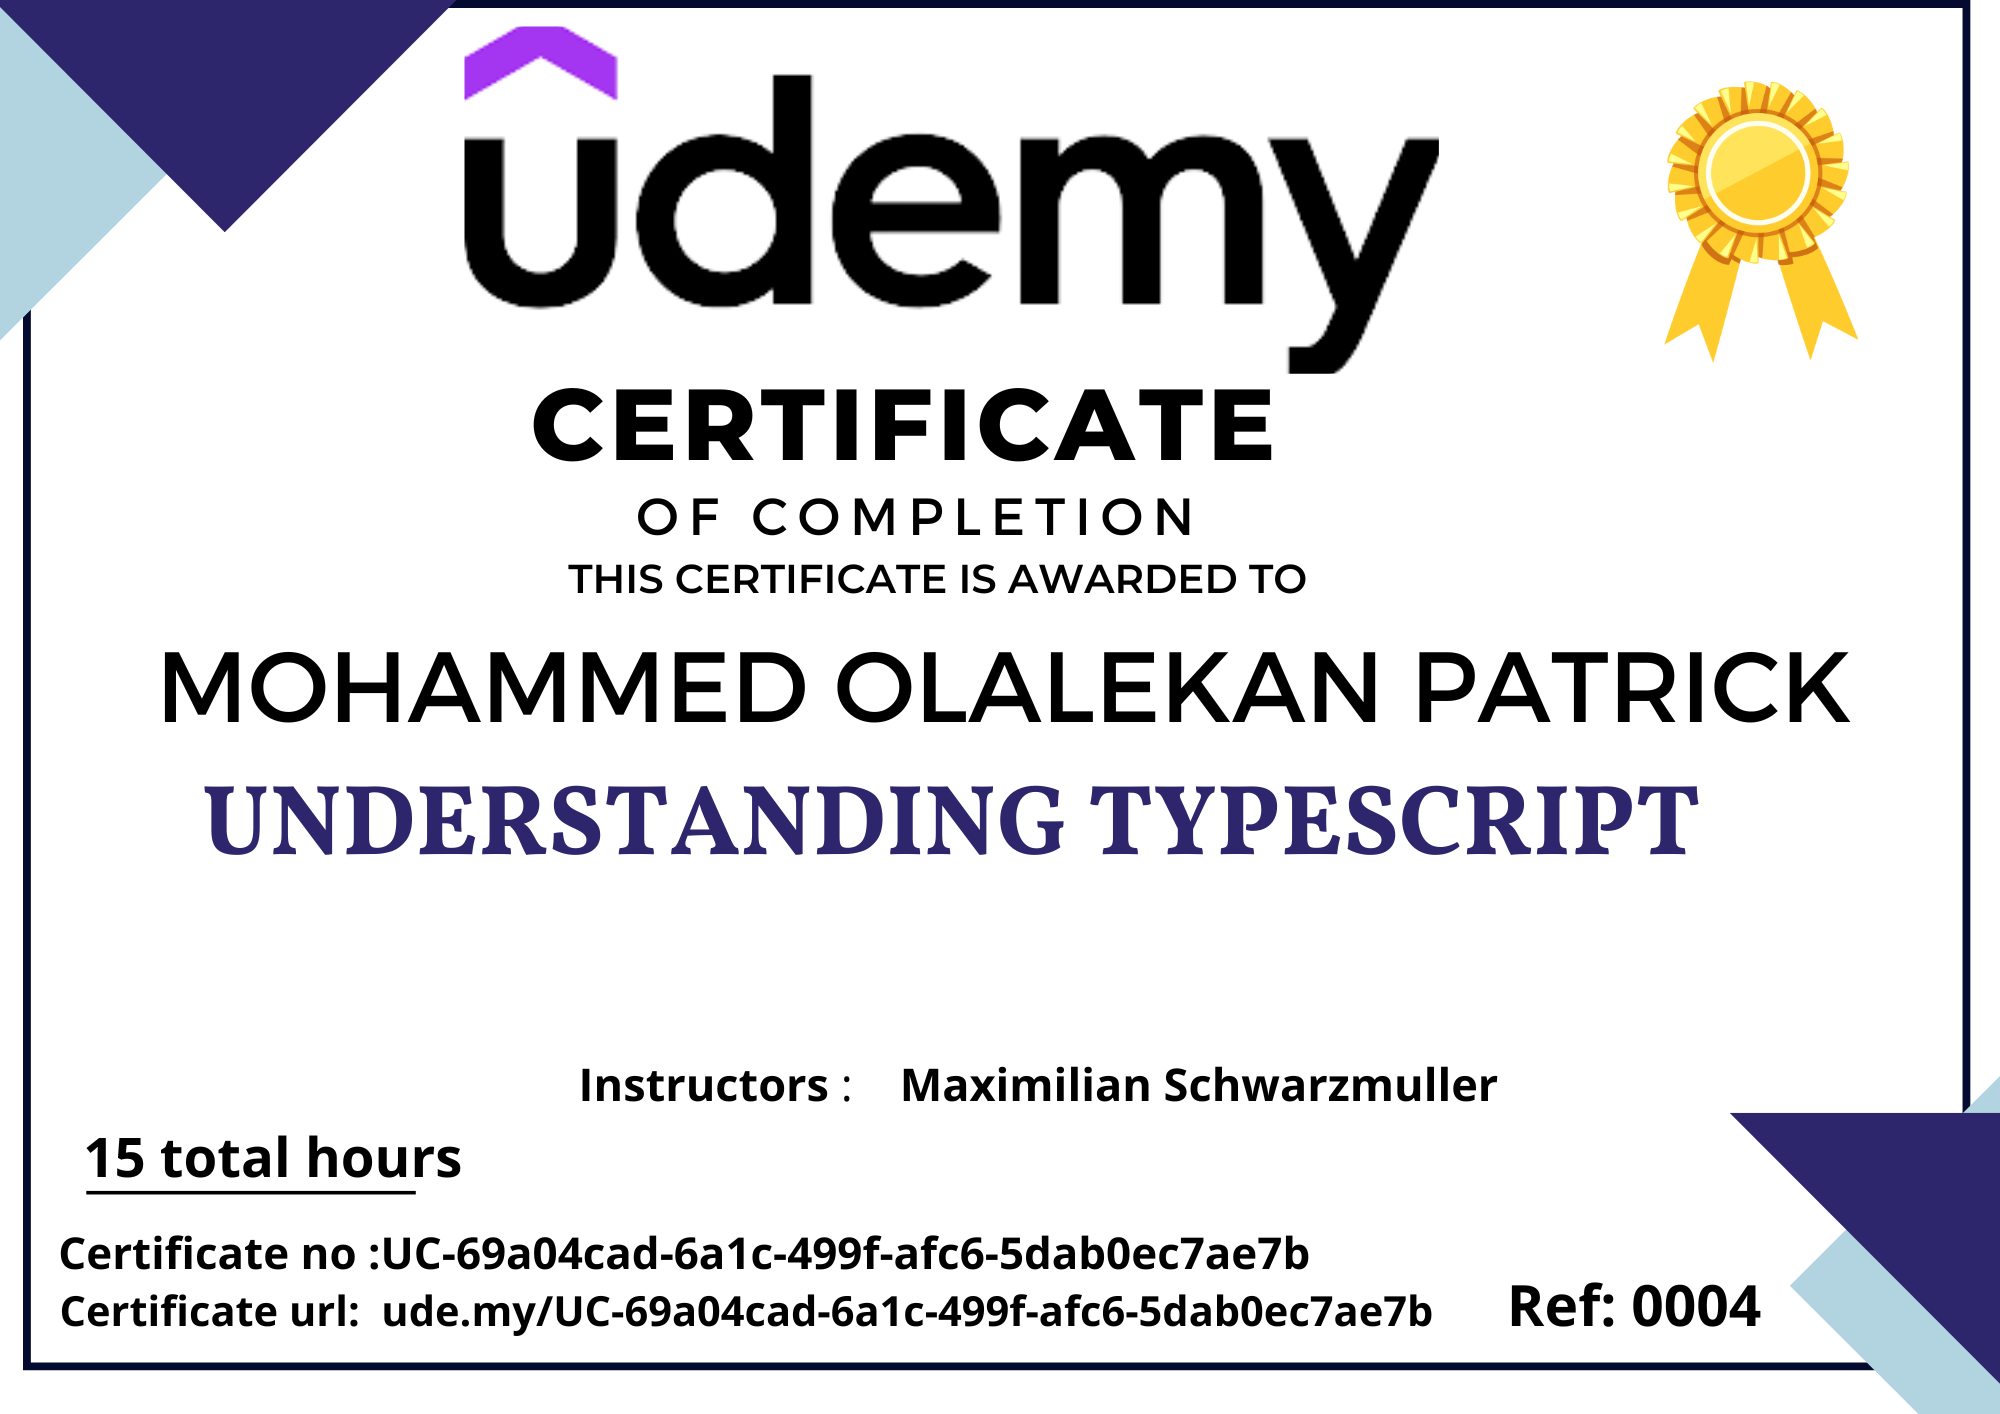 udemy
CERTIFICATE
OF COMPLETION
THIS CERTIFICATE IS AWARDED TO
MOHAMMED OLALEKAN PATRICK
UNDERSTANDING TYPESCRIPT
Instructors : Maximilian Schwarzmuller
15 total hours
Certificate no :UC-69a04cad-6a1c-499f-afc6-5dab0ec7ae7b
Certificate url: ude.my/UC-69a04cad-6a1c-499f-afc6-5dab0ec7ae7b
Ref: 0004